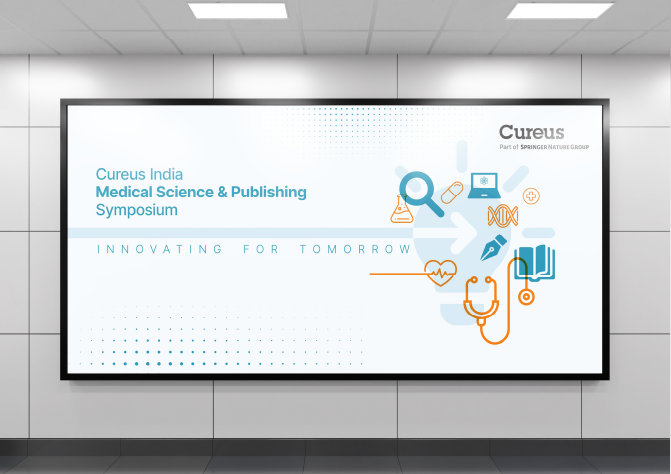 Cureus
Part of SPRINGER NATURE GROUP
Cureus India
Medical Science & Publishing
Symposium
INNOVATING FOR TOMORROW